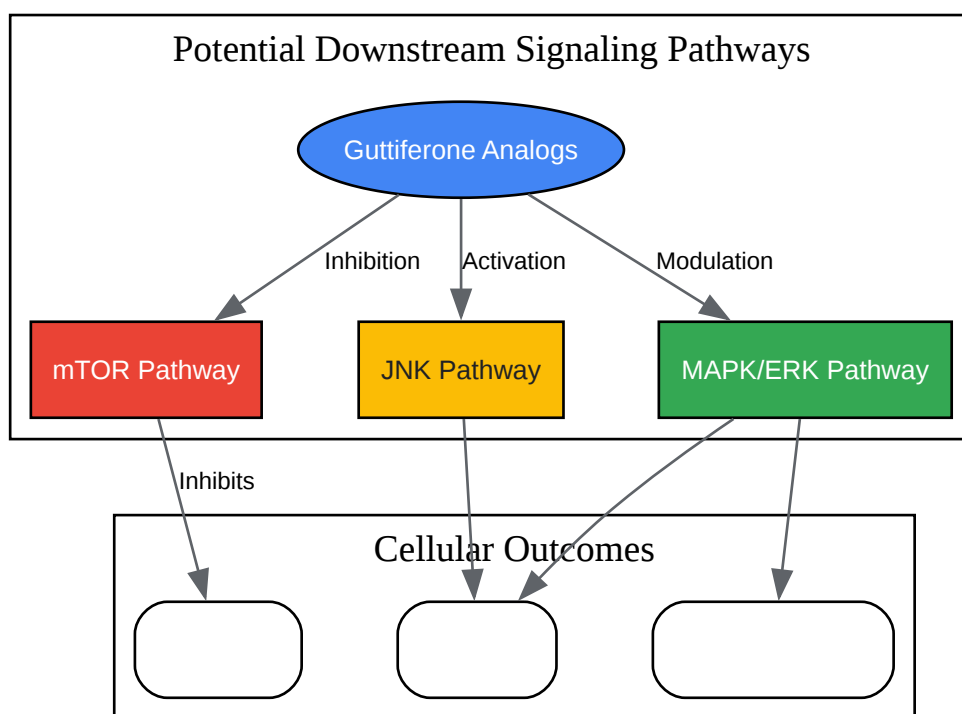 Potential Downstream Signaling Pathways
Guttiferone Analogs
Inhibition
Activation
Modulation
mTOR Pathway
JNK Pathway
MAPK/ERK Pathway
Inhibits
Cellular Outcomes